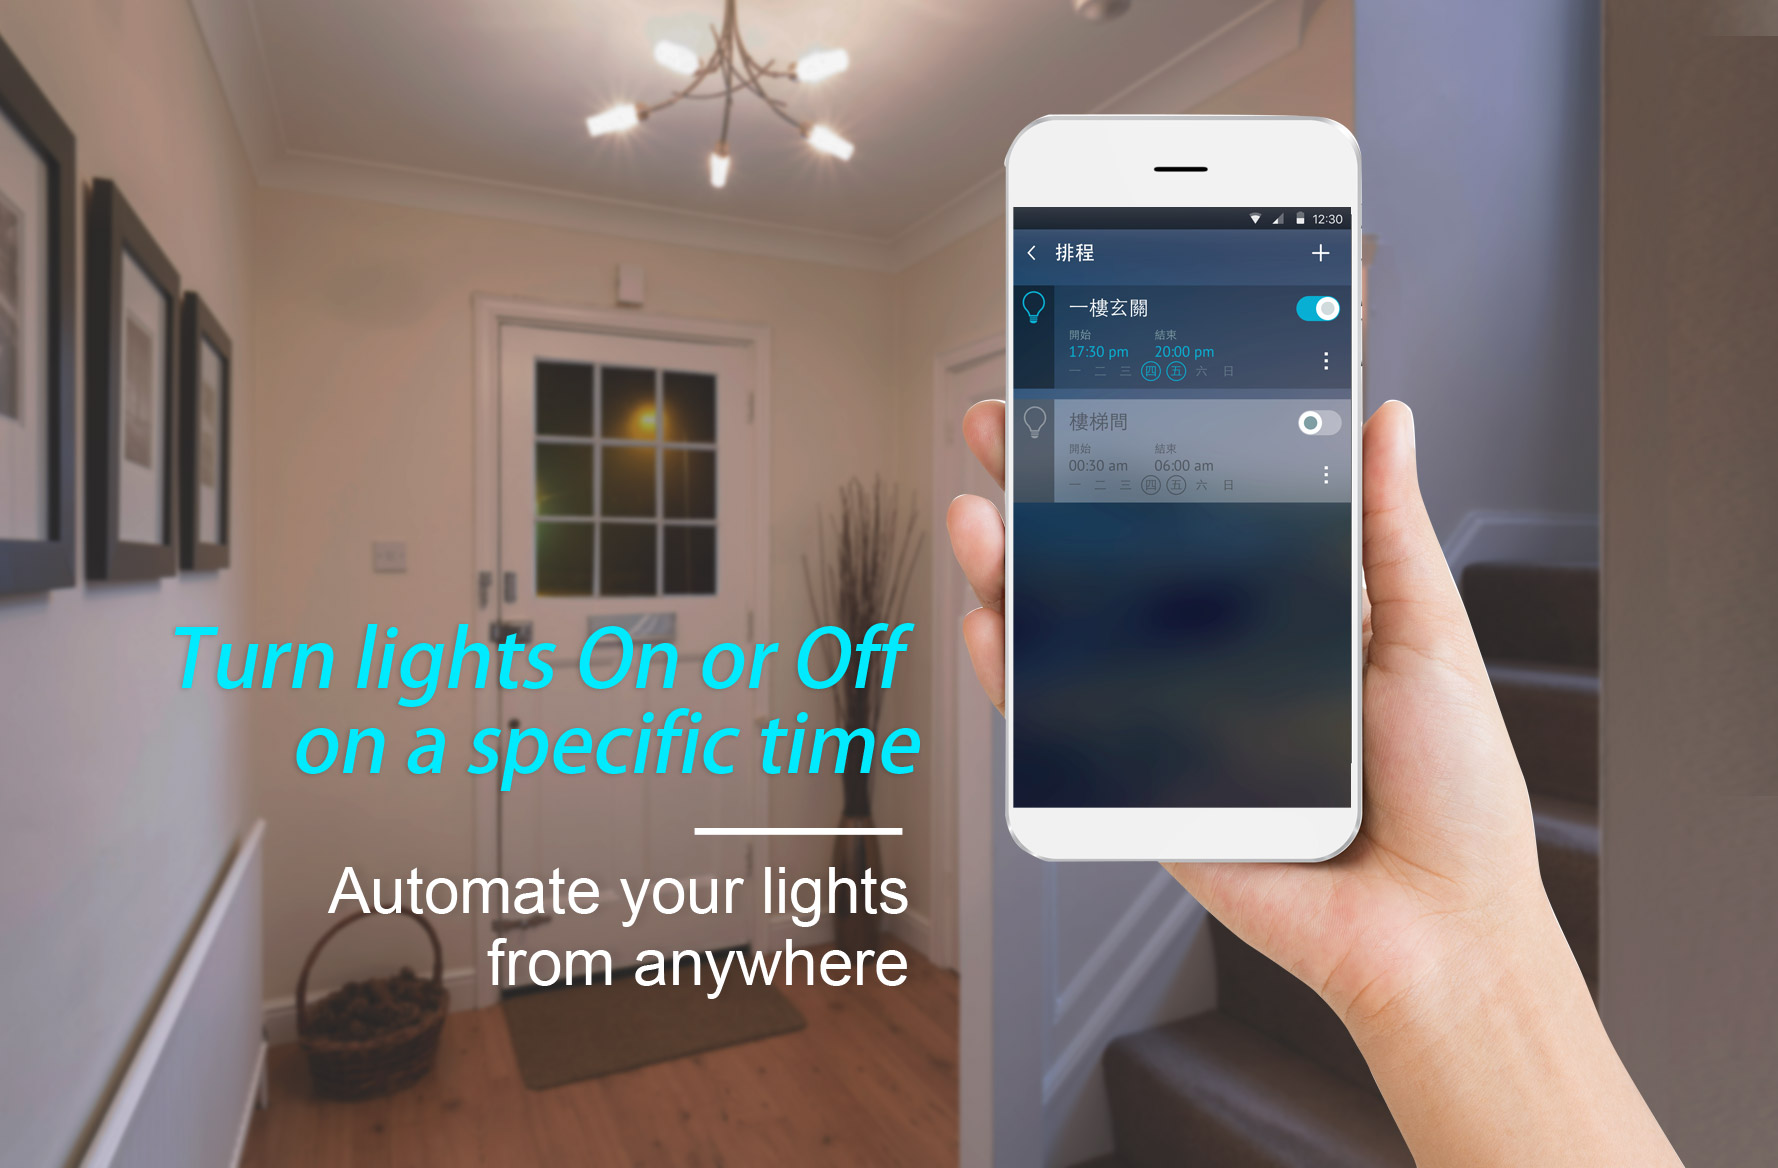 Turn lights On or Off
on a specific time
Automate your lights
from anywhere
12:30
排程
一樓玄關
開始 結束
17:30 pm 20:00 pm
一 二 三 四 五 六 日
樓梯間
開始 結束
00:30 am 06:00 am
一 二 三 四 五 六 日